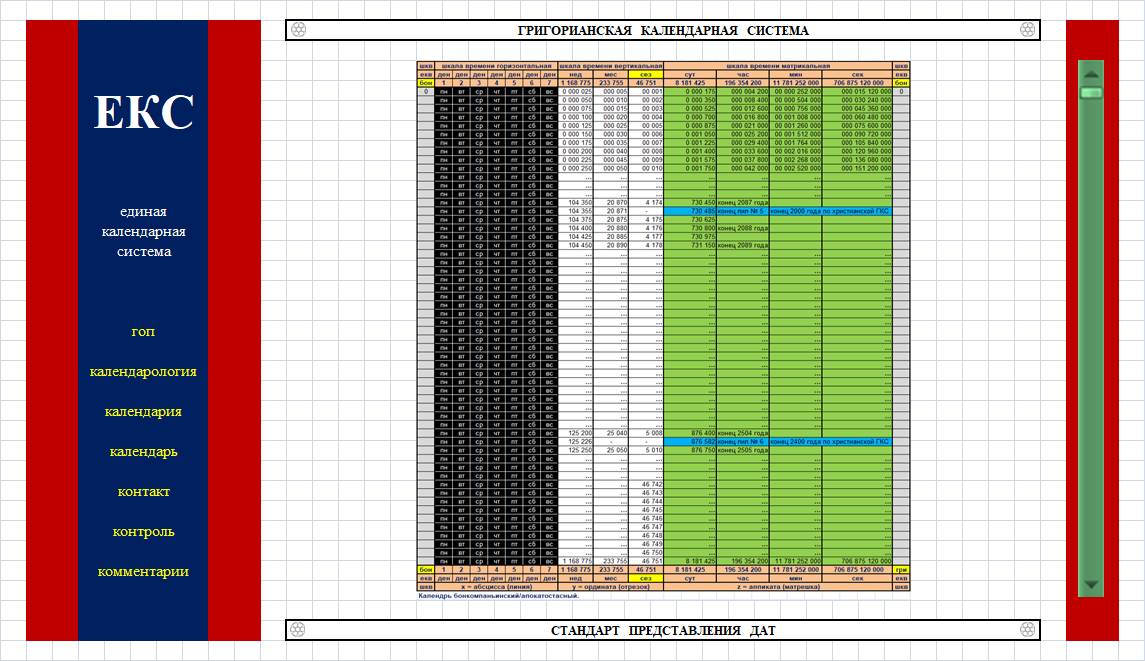 ГРИГОРИАНСКАЯ КАЛЕНДАРНАЯ СИСТЕМА
ЕКС
единая
календарная
система
гоп
календарология
календария
календарь
контакт
контроль
комментарии
шкв шкала времени горизонтальная шкала времени вертикальная шкала времени матрикальная шкв
екв ден ден ден ден ден ден ден нед мес сез сут час мин сек екв
бон 1 2 3 4 5 6 7 1 168 775 233 755 46 751 8 181 425 196 354 200 11 781 252 000 706 875 120 000 бон
0 пн вт ср чт пт сб вс 0 000 025 000 005 00 001 0 000 175 000 004 200 00 000 252 000 000 015 120 000 0
пн вт ср чт пт сб вс 0 000 050 000 010 00 002 0 000 350 000 008 400 00 000 504 000 000 030 240 000
пн вт ср чт пт сб вс 0 000 075 000 015 00 003 0 000 525 000 012 600 00 000 756 000 000 045 360 000
пн вт ср чт пт сб вс 0 000 100 000 020 00 004 0 000 700 000 016 800 00 001 008 000 000 060 480 000
пн вт ср чт пт сб вс 0 000 125 000 025 00 005 0 000 875 000 021 000 00 001 260 000 000 075 600 000
пн вт ср чт пт сб вс 0 000 150 000 030 00 006 0 001 050 000 025 200 00 001 512 000 000 090 720 000
пн вт ср чт пт сб вс 0 000 175 000 035 00 007 0 001 225 000 029 400 00 001 764 000 000 105 840 000
пн вт ср чт пт сб вс 0 000 200 000 040 00 008 0 001 400 000 033 600 00 002 016 000 000 120 960 000
пн вт ср чт пт сб вс 0 000 225 000 045 00 009 0 001 575 000 037 800 00 002 268 000 000 136 080 000
пн вт ср чт пт сб вс 0 000 250 000 050 00 010 0 001 750 000 042 000 00 002 520 000 000 151 200 000
пн вт ср чт пт сб вс 104 350 20 870 4 174 730 450 конец 2087 года
пн вт ср чт пт сб вс 104 355 20 871 - 730 485 конец пип № 5 конец 2000 года по христианской ГКС
пн вт ср чт пт сб вс 104 375 20 875 4 175 730 625
пн вт ср чт пт сб вс 104 400 20 880 4 176 730 800 конец 2088 года
пн вт ср чт пт сб вс 104 425 20 885 4 177 730 975
пн вт ср чт пт сб вс 104 450 20 890 4 178 731 150 конец 2089 года
пн вт ср чт пт сб вс 125 200 25 040 5 008 876 400 конец 2504 года
пн вт ср чт пт сб вс 125 226 - - 876 582 конец пип № 6 конец 2400 года по христианской ГКС
пн вт ср чт пт сб вс 125 250 25 050 5 010 876 750 конец 2505 года
пн вт ср чт пт сб вс ... ... 46 742
пн вт ср чт пт сб вс ... ... 46 743
пн вт ср чт пт сб вс ... ... 46 744
пн вт ср чт пт сб вс ... ... 46 745
пн вт ср чт пт сб вс ... ... 46 746
пн вт ср чт пт сб вс ... ... 46 747
пн вт ср чт пт сб вс ... ... 46 748
пн вт ср чт пт сб вс ... ... 46 749
пн вт ср чт пт сб вс ... ... 46 750
пн вт ср чт пт сб вс 1 168 775 233 755 46 751 8 181 425 196 354 200 11 781 252 000 706 875 120 000
бон 1 2 3 4 5 6 7 1 168 775 233 755 46 751 8 181 425 196 354 200 11 781 252 000 706 875 120 000 гри
екв ден ден ден ден ден ден ден нед мес сез сут час мин сек екв
шкв x = абсцисса (линия) y = ордината (отрезок) z = аппиката (матрешка) шкв
Календрь бонкомпаньинский/апокатостасный.
СТАНДАРТ ПРЕДСТАВЛЕНИЯ ДАТ